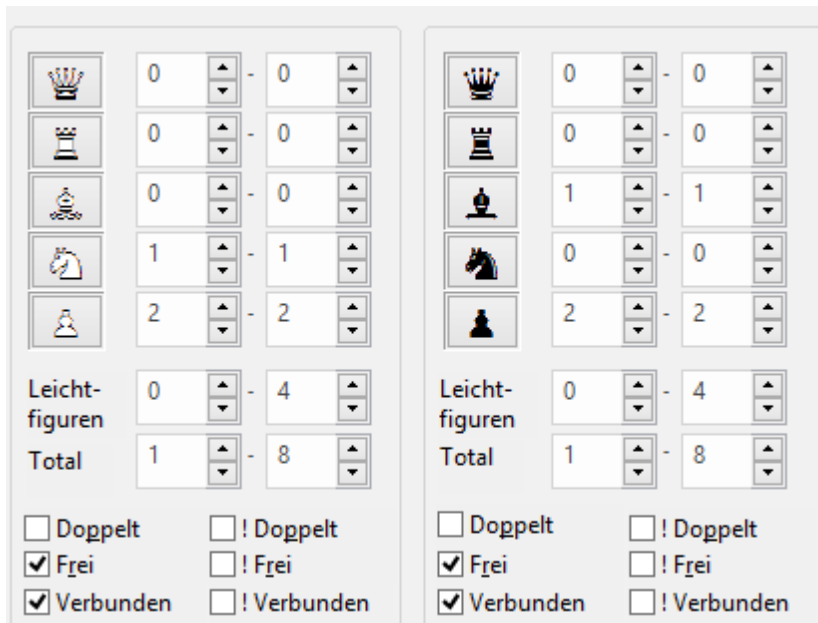 0 - 0 0 - 0
0 - 0 0 - 0
0 - 0 1 - 1
1 - 1 0 - 0
2 - 2 2 - 2
Leicht- Leicht-
figuren 0 - 4 figuren 0 - 4
Total 1 - 8 Total 1 - 8
Doppelt ! Doppelt Doppelt ! Doppelt
Frei ! Frei Frei ! Frei
Verbunden ! Verbunden Verbunden ! Verbunden